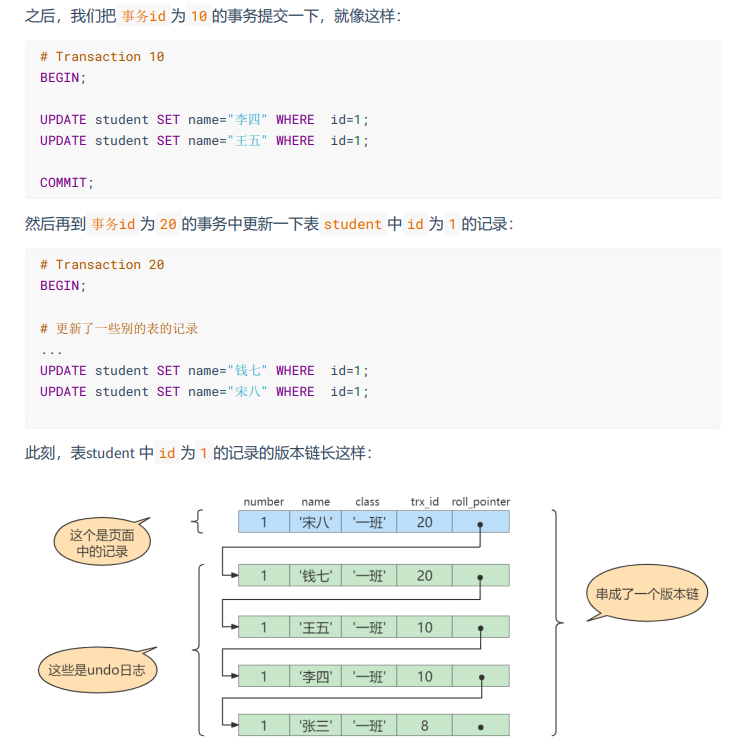 之后，我们把 事务id 为 10 的事务提交一下，就像这样：
# Transaction 10
BEGIN;
UPDATE student SET name="李四" WHERE  id=1;
UPDATE student SET name="王五" WHERE  id=1;
COMMIT;
然后再到 事务id 为 20 的事务中更新一下表 student 中 id 为 1 的记录：
# Transaction 20
BEGIN;
# 更新了一些别的表的记录
...
UPDATE student SET name="钱七" WHERE  id=1;
UPDATE student SET name="宋八" WHERE  id=1;
此刻，表student 中 id 为 1 的记录的版本链长这样：
number name class trx_id roll_pointer
这个是页面
中的记录
1 '宋八' '一班' 20
1 '钱七' '一班' 20
串成了一个版本链
1 '王五' '一班' 10
这些是undo日志
1 '李四' '一班' 10
1 '张三' '一班' 8